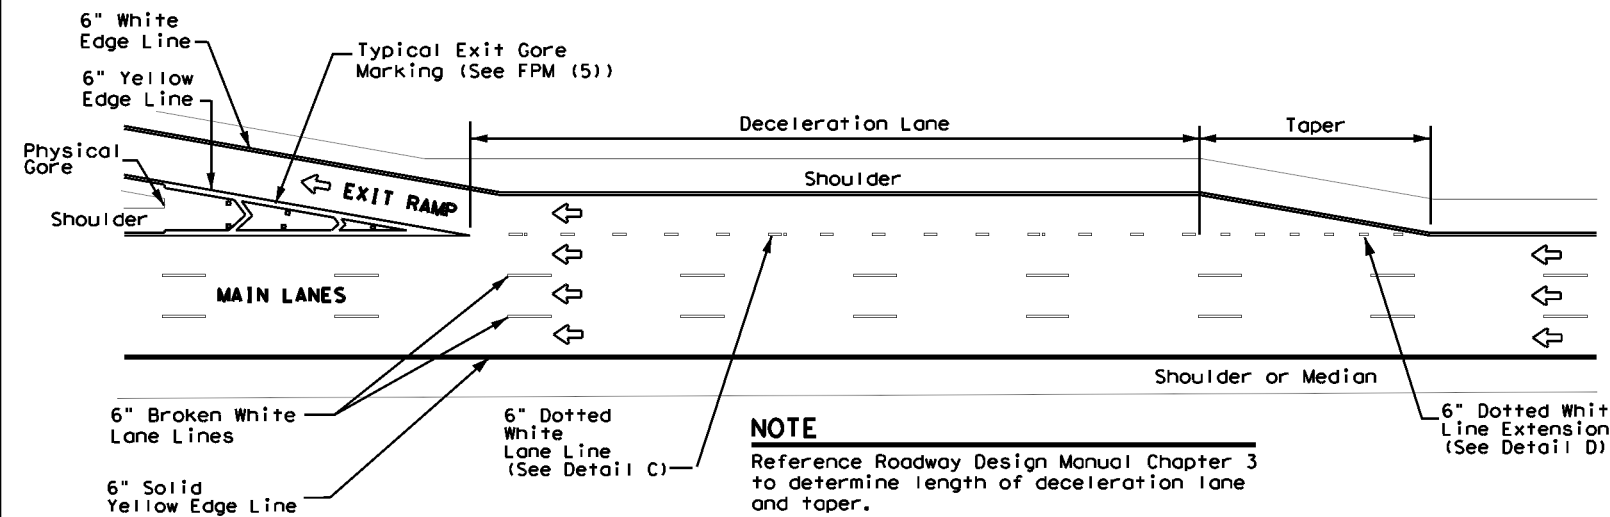 6" White
Edge Line
Typical Exit Gore
Marking (See FPM (5))
6" Yellow
Edge Line
Deceleration Lane
Taper
Physical
Gore
Shoulder
EXIT RAMP
Shoulder
MAIN LANES
Shoulder or Median
6" Broken White
Lane Lines
6" Dotted
White
Lane Line
(See Detail C)
NOTE
Reference Roadway Design Manual Chapter 3
to determine length of deceleration lane
and taper.
6" Dotted Whit
Line Extension
(See Detail D)
6" Solid
Yellow Edge Line